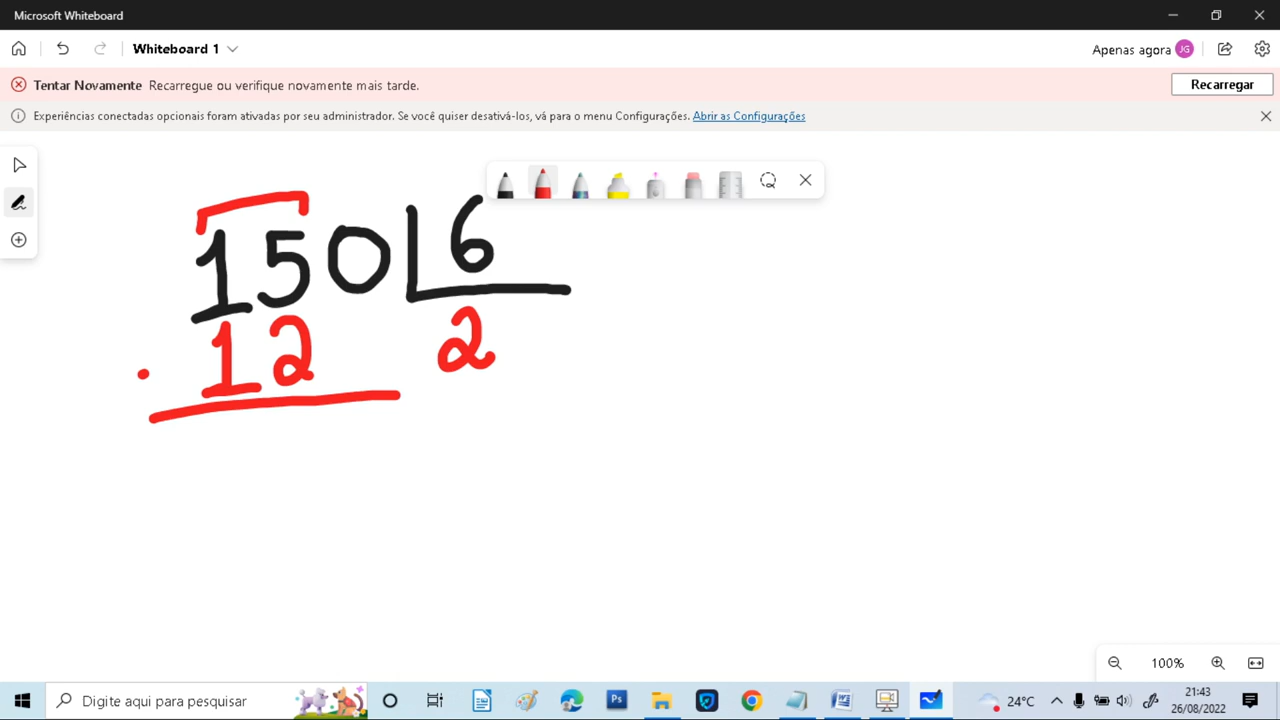 Microsoft Whiteboard
Whiteboard 1
Apenas agora JG
Tentar Novamente Recarregue ou verifique novamente mais tarde.
Recarregar
Experiências conectadas opcionais foram ativadas por seu administrador. Se você quiser desativá-los, vá para o menu Configurações. Abrir as Configurações
150 6
12 2
100%
Digite aqui para pesquisar
Ps
24°C
21:43
26/08/2022